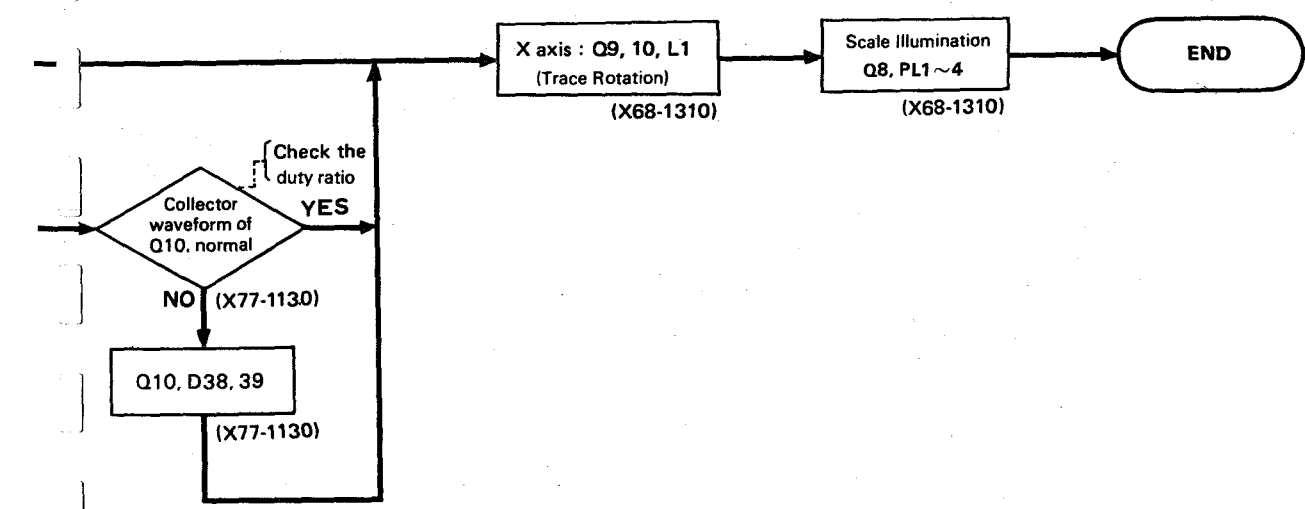 X axis : Q9, 10, L1
(Trace Rotation)
(X68-1310)
Scale Illumination
Q8, PL1~4
(X68-1310)
END
Check the
duty ratio
Collector
waveform of
Q10, normal
YES
NO
(X77-1130)
Q10, D38, 39
(X77-1130)